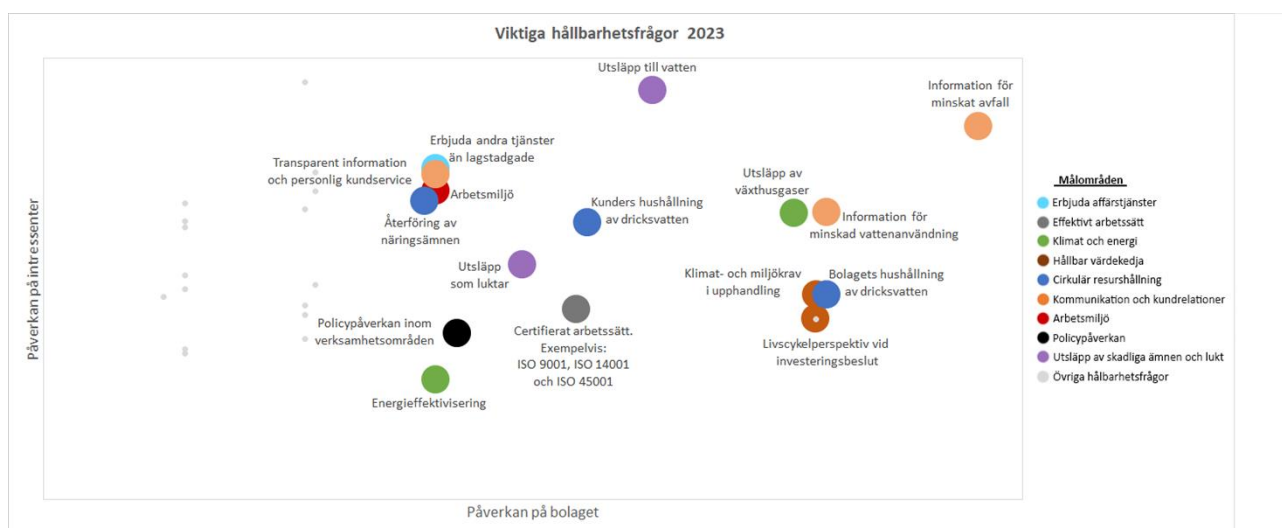 Viktiga hållbarhetsfrågor 2023
Påverkan på intressenter
Utsläpp till vatten
Information för
minskat avfall
Erbjuda andra tjänster
än lagstadgade
Transparent information
och personlig kundservice
Arbetsmiljö
Återföring av
näringsämnen
Kunders hushållning
av dricksvatten
Utsläpp av
växthusgaser
Information för
minskad vattenanvändning
Utsläpp
som luktar
Klimat- och miljökrav
i upphandling
Bolagets hushållning
av dricksvatten
Policypåverkan inom
verksamhetsområden
Certifierat arbetssätt.
Exempelvis:
ISO 9001, ISO 14001
och ISO 45001
Livscykelperspektiv vid
investeringsbeslut
Energieffektivisering
Påverkan på bolaget
Målområden
Erbjuda affärstjänster
Effektivt arbetssätt
Klimat och energi
Hållbar värdekedja
Cirkulär resurshållning
Kommunikation och kundrelationer
Arbetsmiljö
Policypåverkan
Utsläpp av skadliga ämnen och lukt
Övriga hålbarhetsfrågor